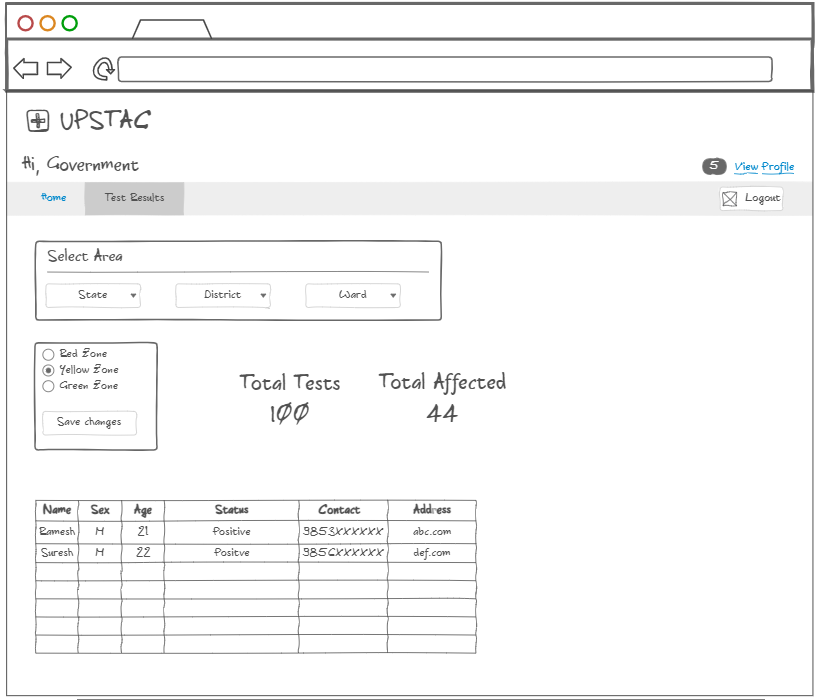 UPSTAC
Hi, Government
5 View Profile
Home Test Results Logout
Select Area
State District Ward
Red Zone
Yellow Zone
Green Zone
Save changes
Total Tests Total Affected
100 44
Name Sex Age Status Contact Address
Ramesh M 21 Positive 9853XXXXXX abc.com
Suresh M 22 Positve 9856XXXXXX def.com